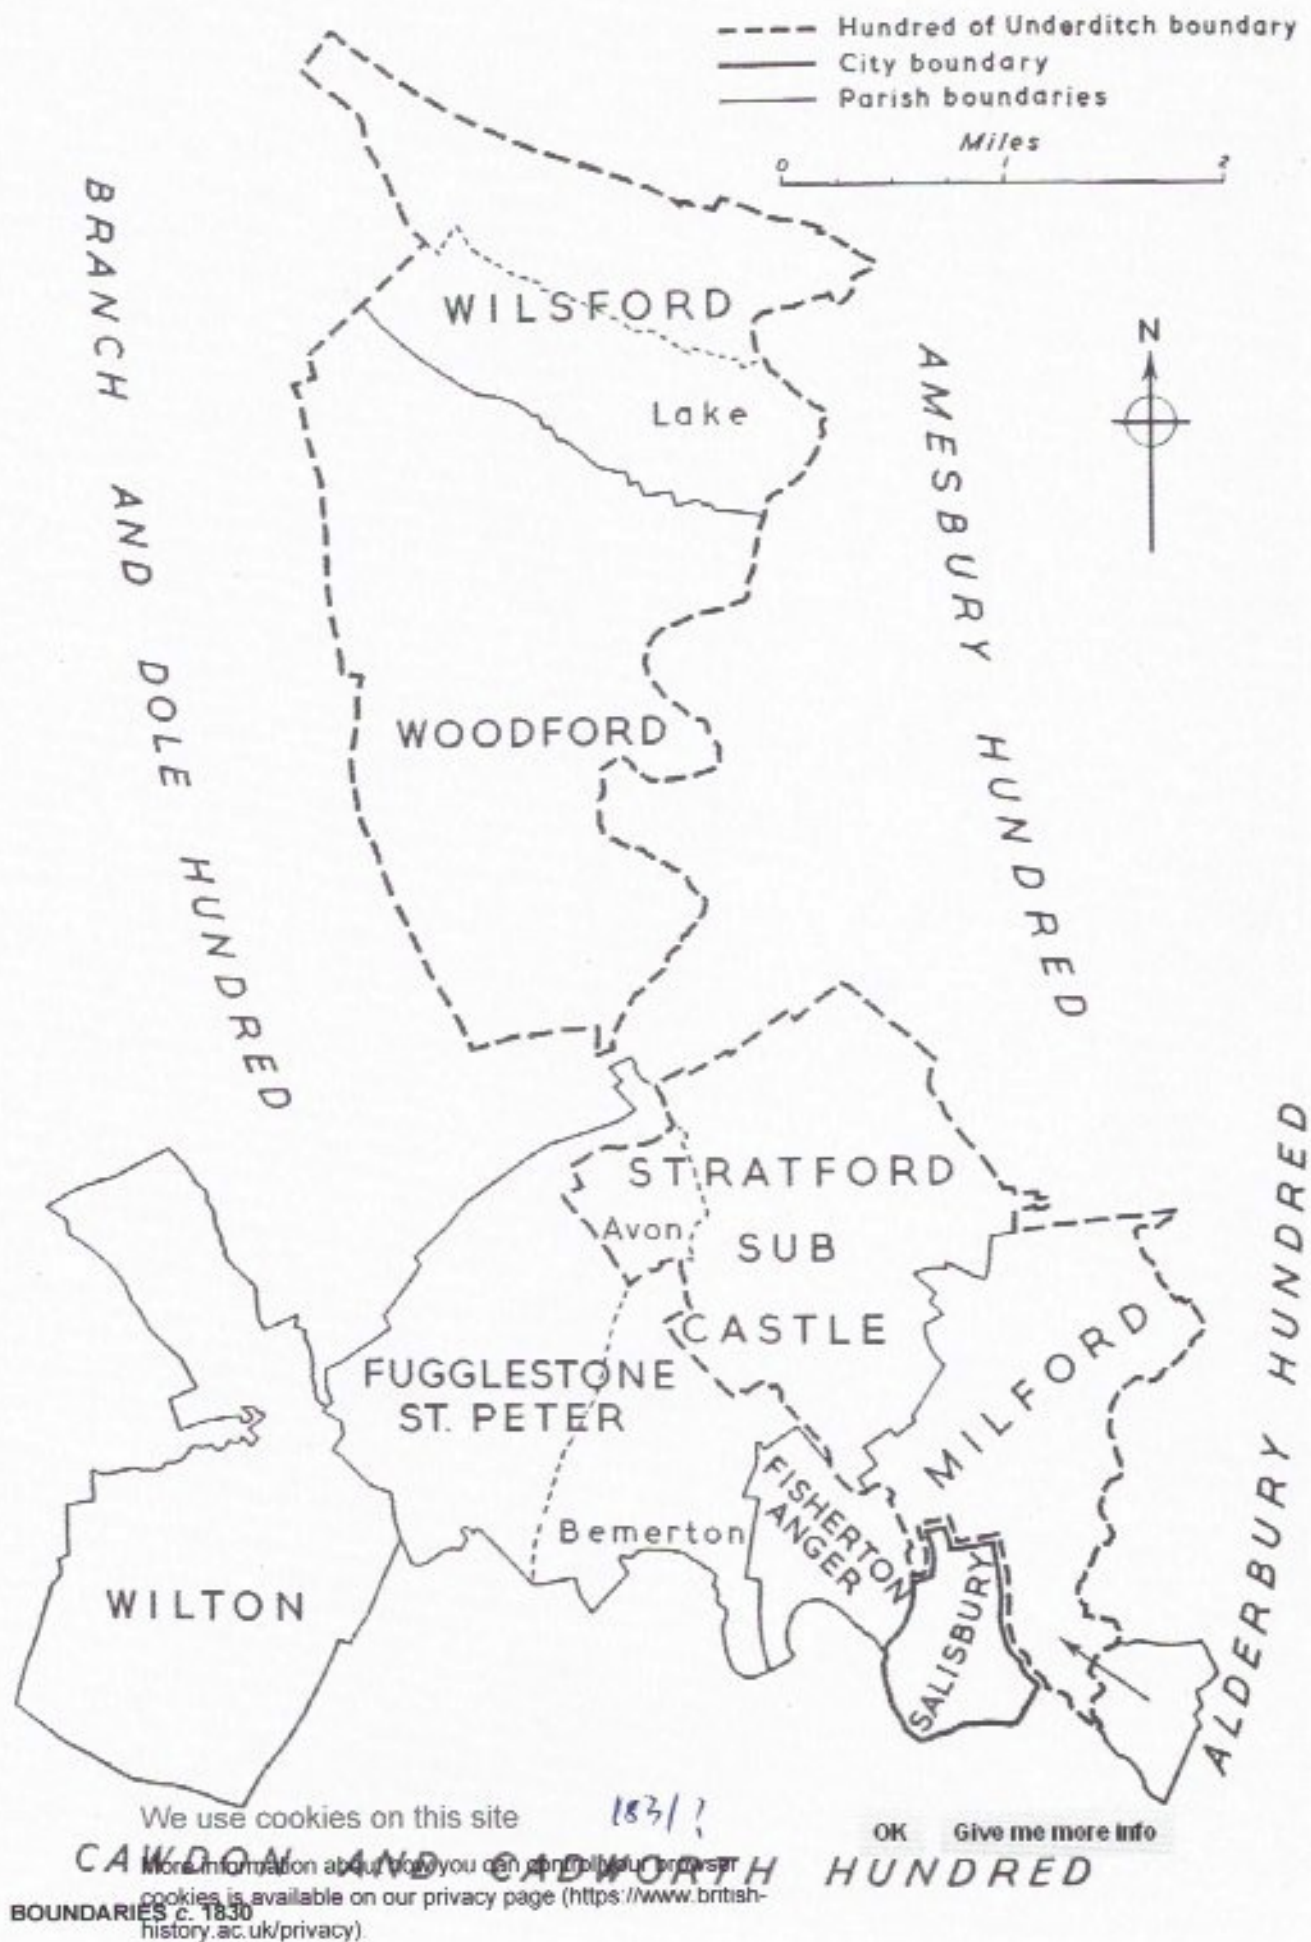 Hundred of Underditch boundary
City boundary
Parish boundaries
Miles
0 1 2
BRANCH AND DOLE HUNDRED
WILSFORD
N
Lake
AMESBURY HUNDRED
WOODFORD
STRATFORD
Avon
SUB
CASTLE
FUGGLESTONE
ST. PETER
MILFORD
FISHERTON
ANGER
Bemerton
WILTON
SALISBURY
ALDERBURY HUNDRED
We use cookies on this site
1831?
OK Give me more info
CAWDON AND CADWORTH HUNDRED
More information about how you can control your browser
cookies is available on our privacy page (https://www.british-
BOUNDARIES c. 1830
history.ac.uk/privacy)